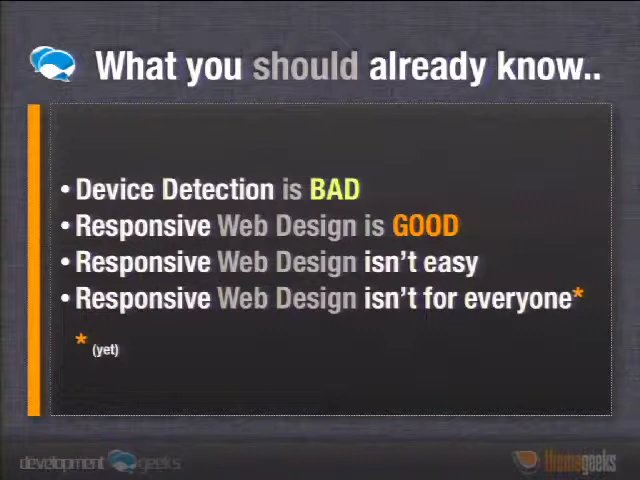 What you should already know..
• Device Detection is BAD
• Responsive Web Design is GOOD
• Responsive Web Design isn't easy
• Responsive Web Design isn't for everyone*
* (yet)
development geeks
themegeeks